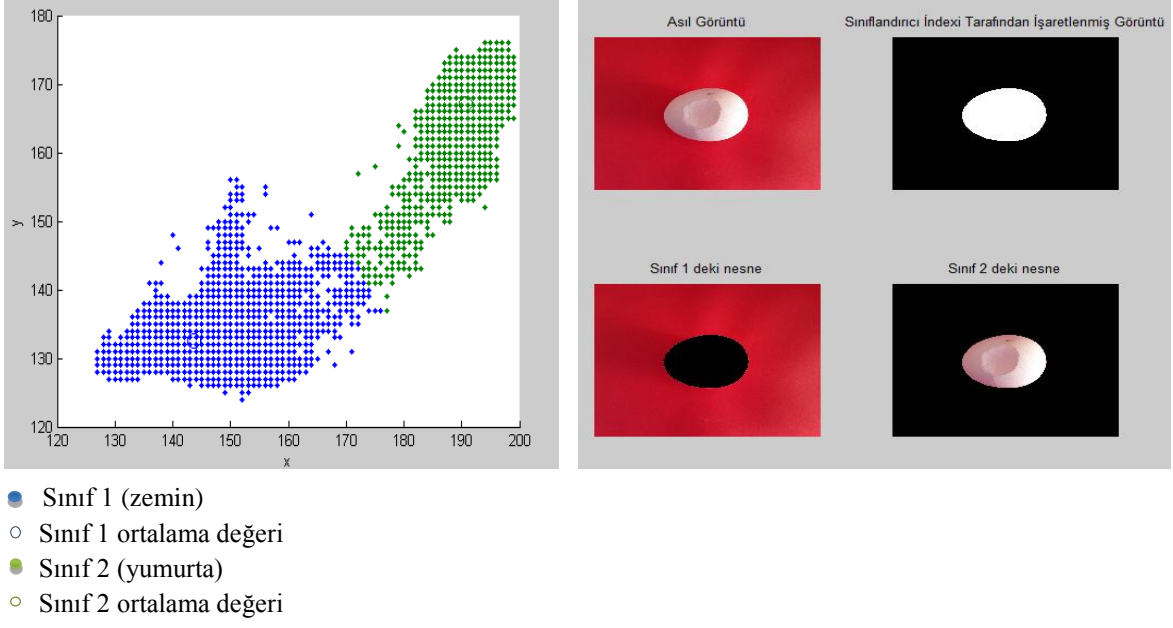 180
170
160
150
140
130
120
y
120 130 140 150 160 170 180 190 200
x
Asıl Görüntü
Sınıflandırıcı İndexi Tarafından İşaretlenmiş Görüntü
Sınıf 1 deki nesne
Sınıf 2 deki nesne
Sınıf 1 (zemin)
Sınıf 1 ortalama değeri
Sınıf 2 (yumurta)
Sınıf 2 ortalama değeri